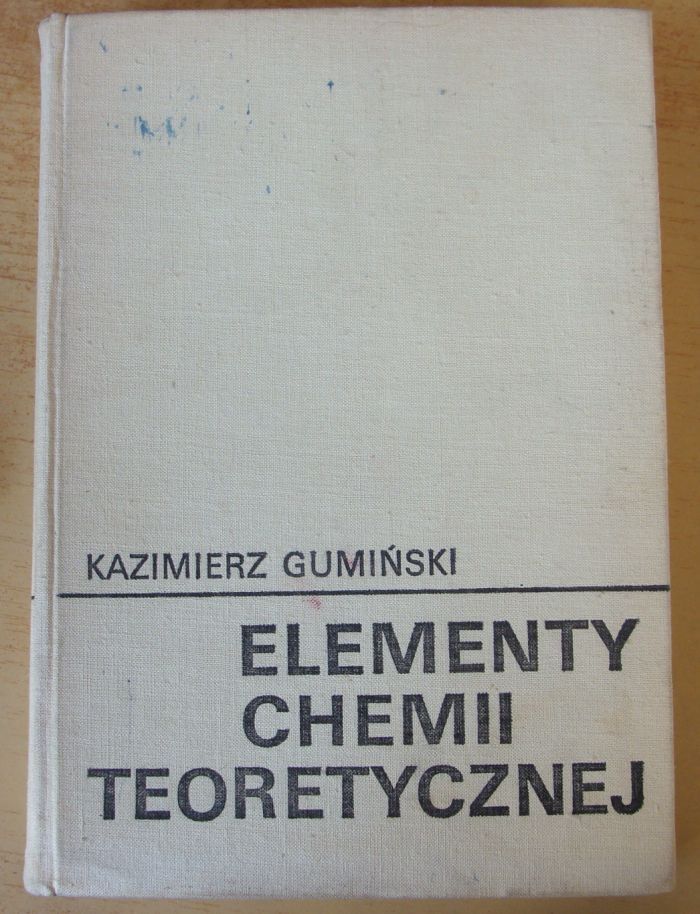 KAZIMIERZ GUMIŃSKI
ELEMENTY
CHEMII
TEORETYCZNEJ